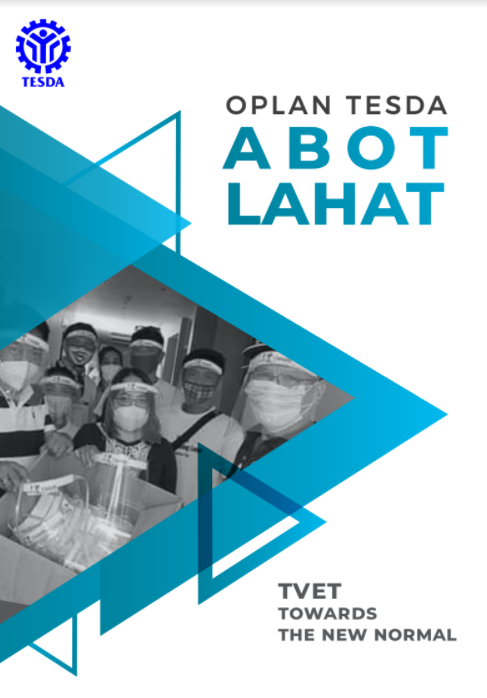 TESDA
OPLAN TESDA
ABOT
LAHAT
TVET
TOWARDS
THE NEW NORMAL